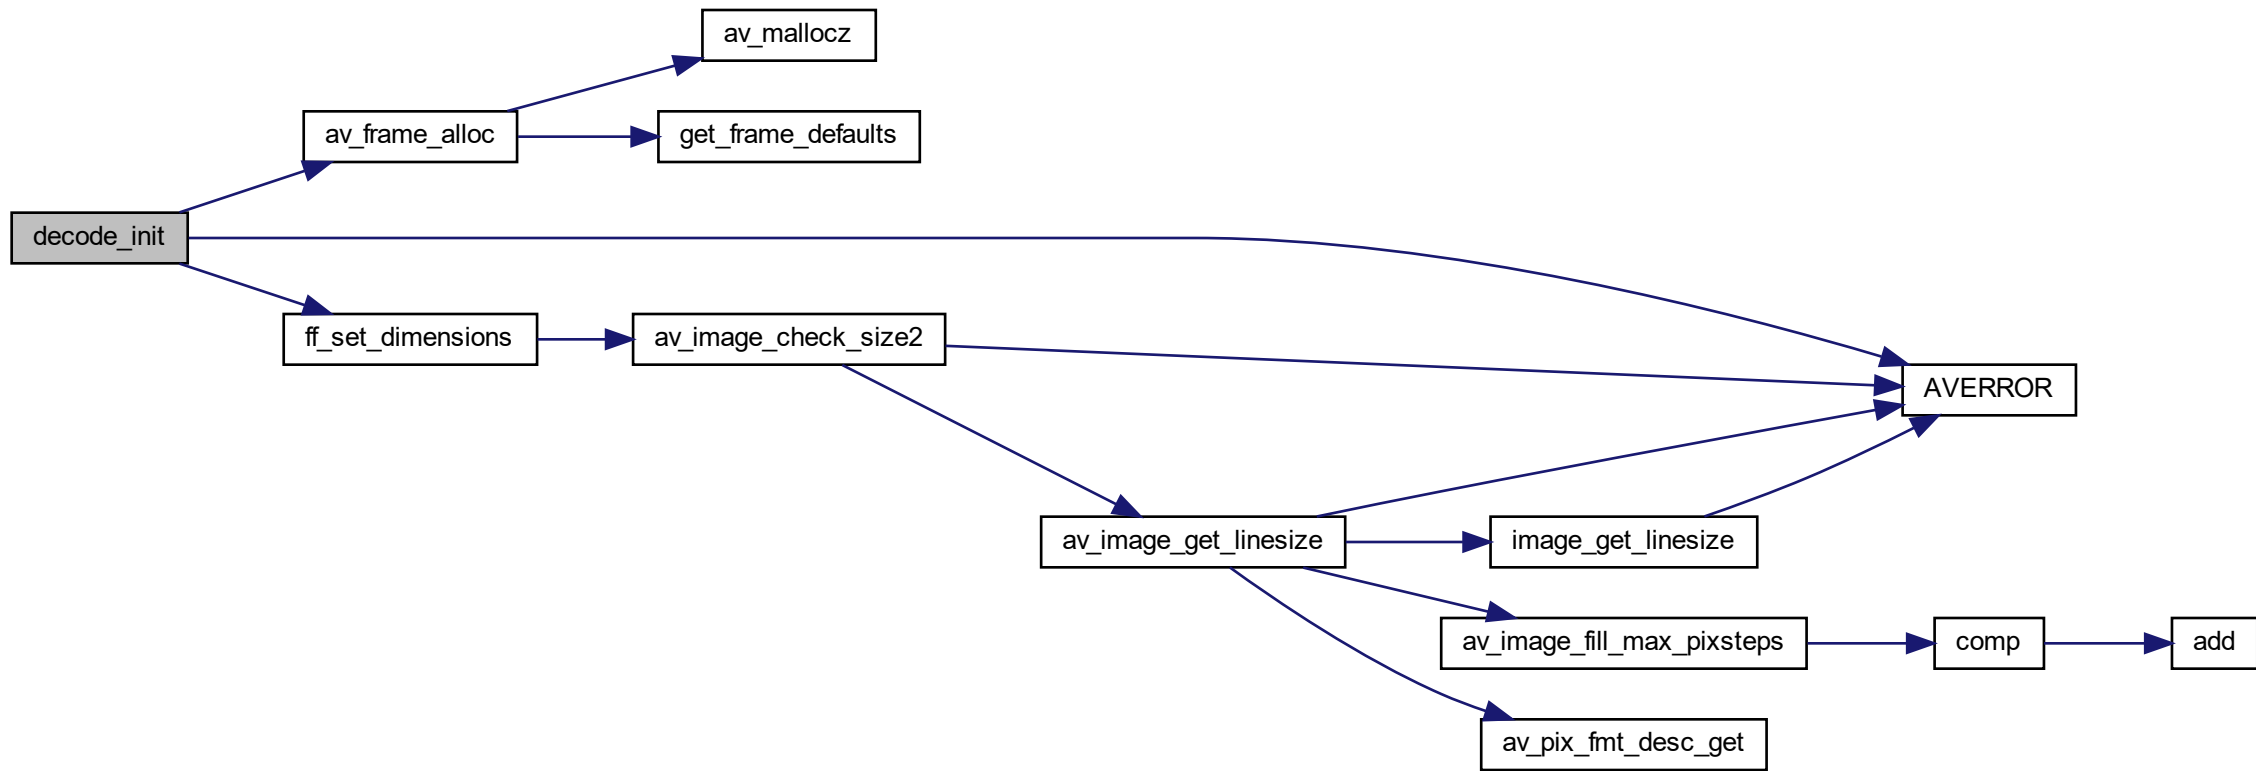 av_mallocz
av_frame_alloc
get_frame_defaults
decode_init
ff_set_dimensions
av_image_check_size2
AVERROR
av_image_get_linesize
image_get_linesize
av_image_fill_max_pixsteps
comp
add
av_pix_fmt_desc_get